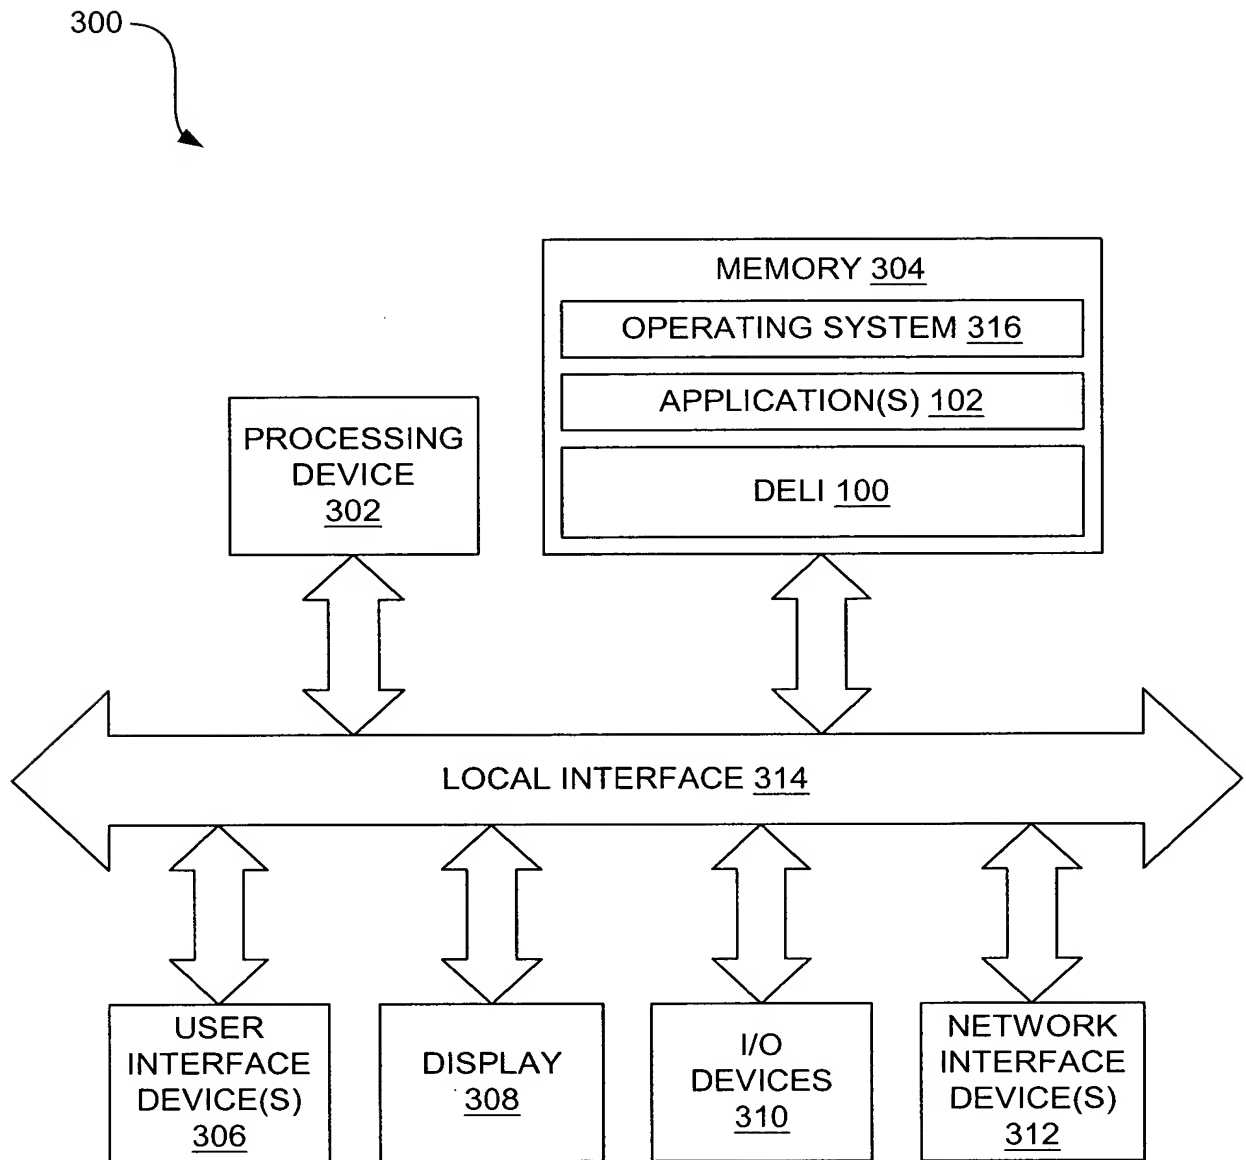 300
MEMORY 304
OPERATING SYSTEM 316
APPLICATION(S) 102
DELI 100
PROCESSING
DEVICE
302
LOCAL INTERFACE 314
USER
INTERFACE
DEVICE(S)
306
DISPLAY
308
I/O
DEVICES
310
NETWORK
INTERFACE
DEVICE(S)
312